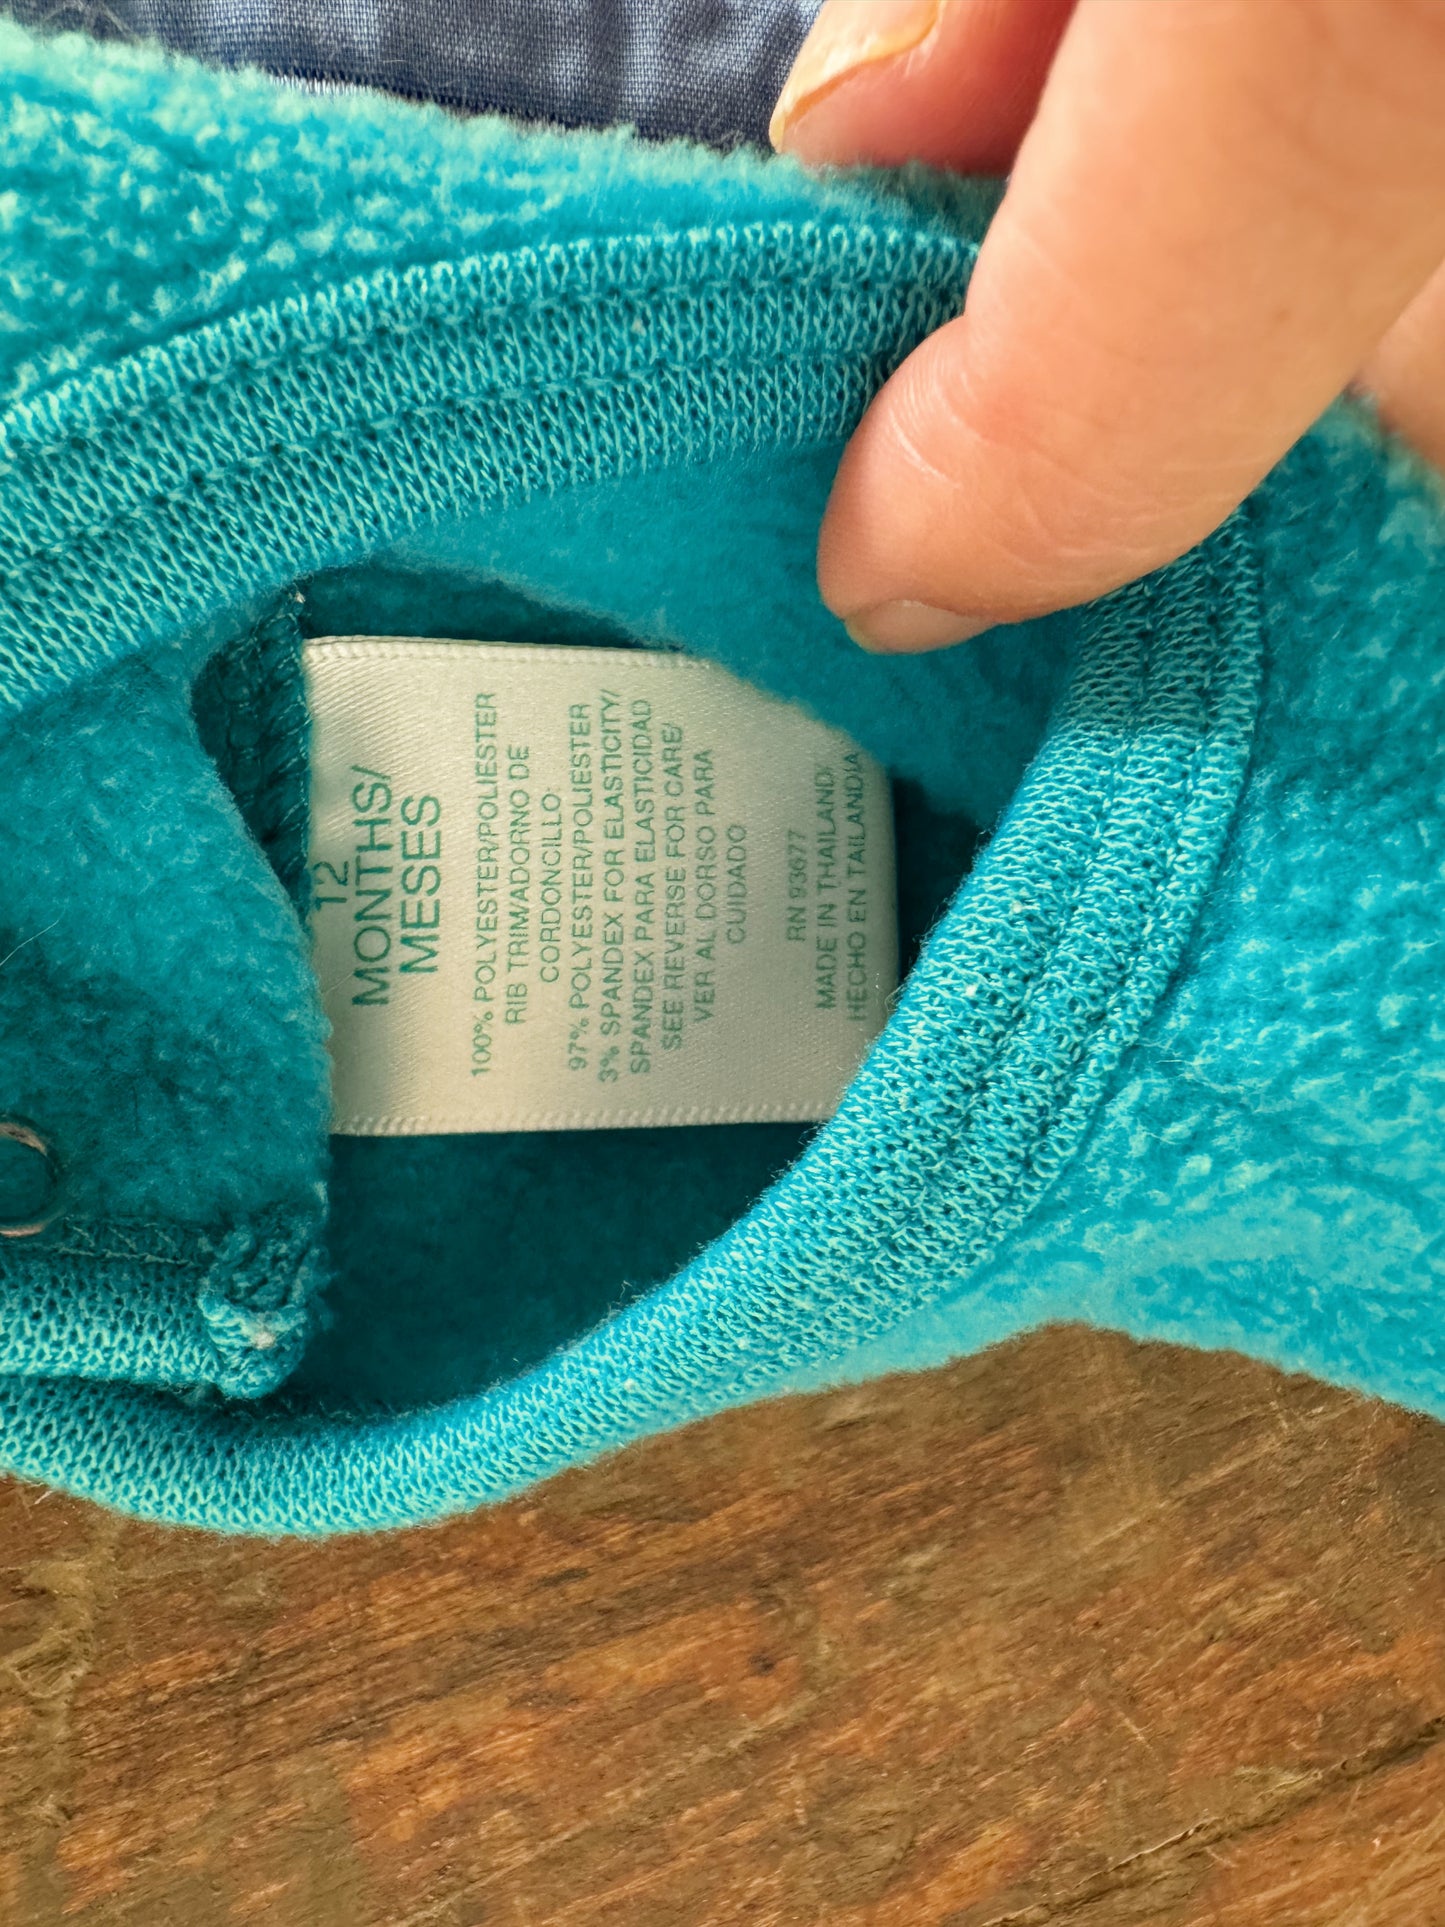 12
MONTHS/
MESES
100% POLYESTER/POLIESTER
RIB TRIM/ADORNO DE
CORDONCILLO:
97% POLYESTER/POLIESTER
3% SPANDEX FOR ELASTICITY/
SPANDEX PARA ELASTICIDAD
SEE REVERSE FOR CARE/
VER AL DORSO PARA
CUIDADO
RN 93677
MADE IN THAILAND/
HECHO EN TAILANDIA